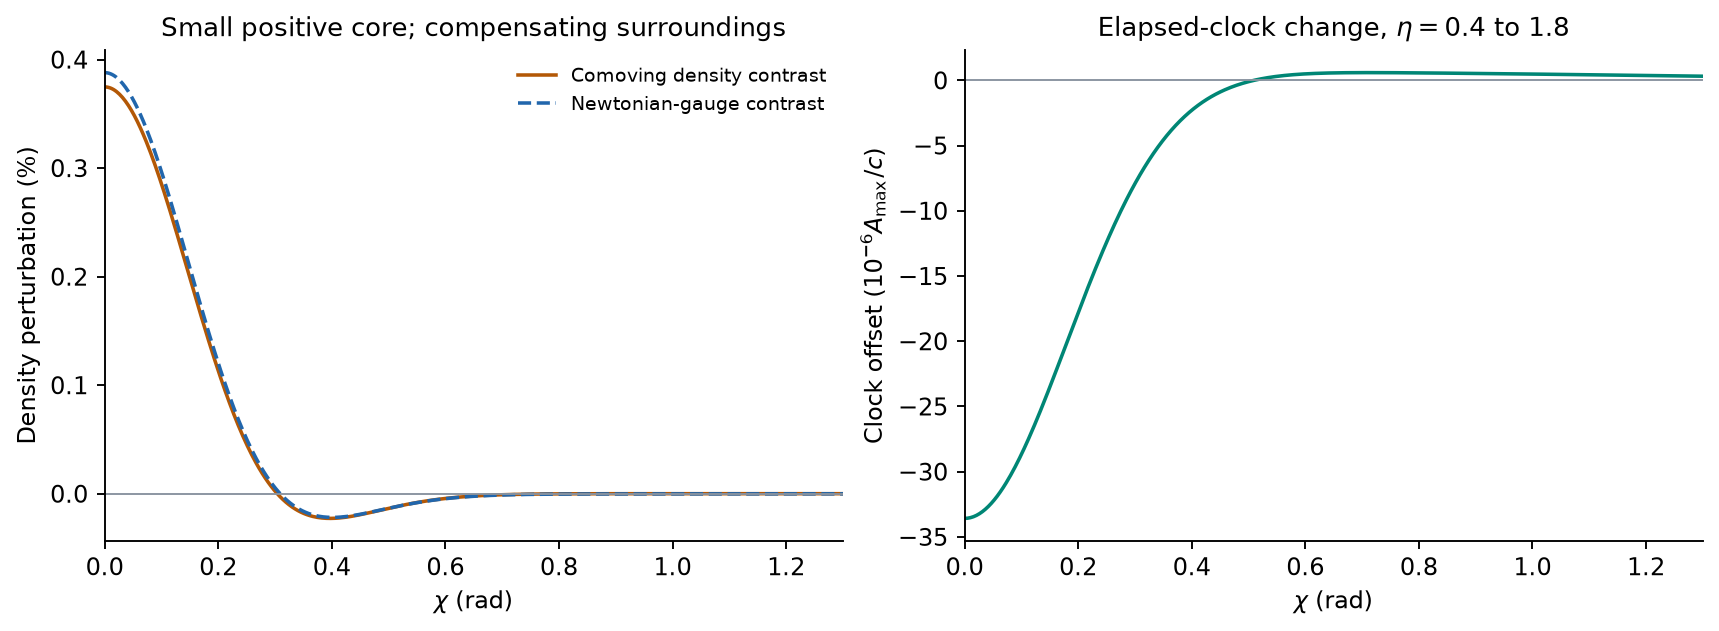 Small positive core; compensating surroundings
Density perturbation (%)
0.4
0.3
0.2
0.1
0.0
Comoving density contrast
Newtonian-gauge contrast
0.0 0.2 0.4 0.6 0.8 1.0 1.2
χ (rad)
Elapsed-clock change, η = 0.4 to 1.8
Clock offset (10⁻⁶A_max/c)
0
−5
−10
−15
−20
−25
−30
−35
0.0 0.2 0.4 0.6 0.8 1.0 1.2
χ (rad)